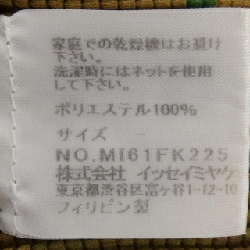 家庭での乾燥機はお避け
下さい。
洗濯時にはネットを使用
して下さい。
ポリエステル100%
サイズ -
NO.MI61FK225
株式会社 イッセイミヤケ
東京都渋谷区富ヶ谷1-12-10
フィリピン製